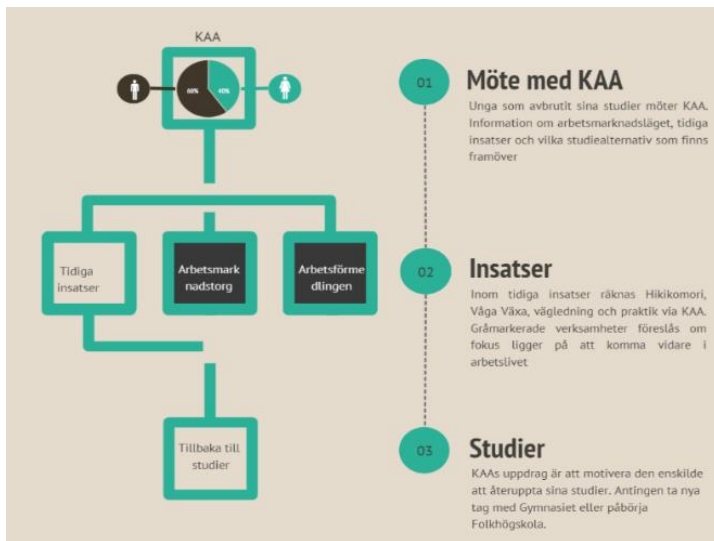 KAA
60%
40%
Tidiga
insatser
Arbetsmark
nadstorg
Arbetsförme
dlingen
Tillbaka till
studier
01
Möte med KAA
Unga som avbrutit sina studier möter KAA.
Information om arbetsmarknadsläget, tidiga
insatser och vilka studiealternativ som finns
framöver
02
Insatser
Inom tidiga insatser räknas Hikikomori,
Våga Växa, vägledning och praktik via KAA.
Gråmarkerade verksamheter föreslås om
fokus ligger på att komma vidare i
arbetslivet
03
Studier
KAAs uppdrag är att motivera den enskilde
att återuppta sina studier. Antingen ta nya
tag med Gymnasiet eller påbörja
Folkhögskola.